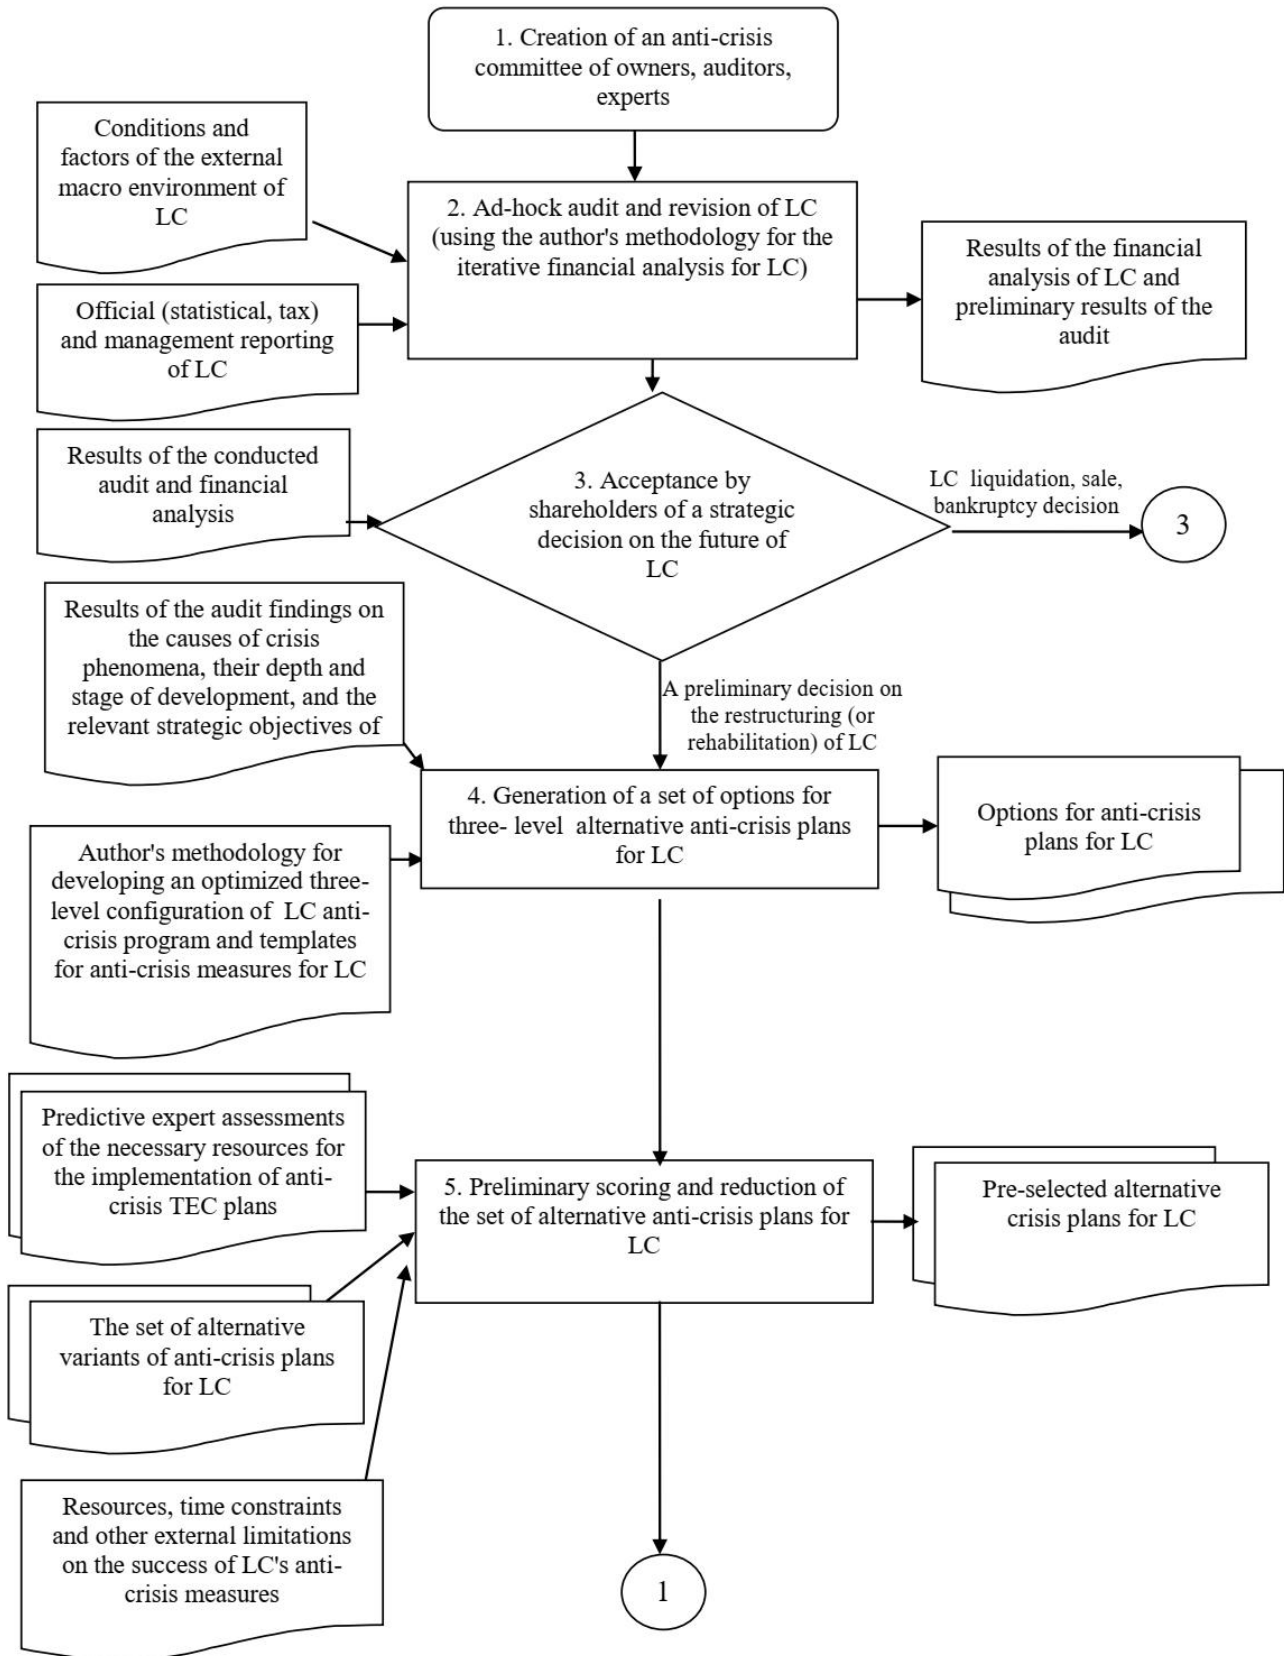 1. Creation of an anti-crisis
committee of owners, auditors,
experts
Conditions and
factors of the external
macro environment of
LC
2. Ad-hock audit and revision of LC
(using the author's methodology for the
iterative financial analysis for LC)
Results of the financial
analysis of LC and
preliminary results of the
audit
Official (statistical, tax)
and management reporting
of LC
Results of the conducted
audit and financial
analysis
3. Acceptance by
shareholders of a strategic
decision on the future of
LC
LC liquidation, sale,
bankruptcy decision
3
Results of the audit findings on
the causes of crisis
phenomena, their depth and
stage of development, and the
relevant strategic objectives of
A preliminary decision on
the restructuring (or
rehabilitation) of LC
4. Generation of a set of options for
three- level alternative anti-crisis plans
for LC
Options for anti-crisis
plans for LC
Author's methodology for
developing an optimized three-
level configuration of LC anti-
crisis program and templates
for anti-crisis measures for LC
Predictive expert assessments
of the necessary resources for
the implementation of anti-
crisis TEC plans
5. Preliminary scoring and reduction of
the set of alternative anti-crisis plans for
LC
Pre-selected alternative
crisis plans for LC
The set of alternative
variants of anti-crisis plans
for LC
Resources, time constraints
and other external limitations
on the success of LC's anti-
crisis measures
1